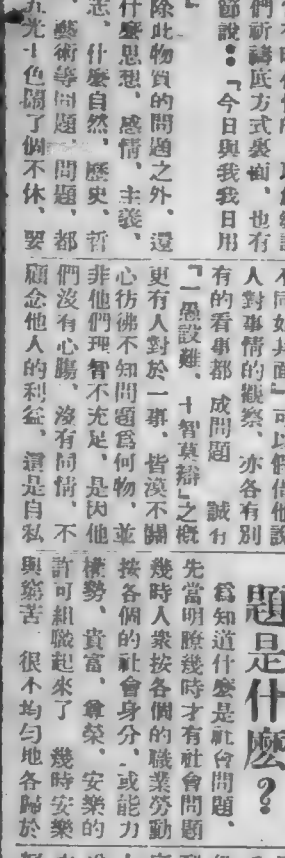 們祈禱底方式裏面、也有
節說：「今日與我我日用
除此物質的問題之外、還
什麼思想、感情、主義、
志、什麼自然、歷史、哲
、藝術等問題、問題、都
五光十色鬧了個不休、要
不同如其面」可以假借他說
人對事情的觀察、亦各有別
有的看事都 成問題 誠有
『一愚設難、十智莫辯』之慨
更有人對於一事、皆漠不關
心彷彿不知問題爲何物、並
非他們理智不充足、是因他
們沒有心腸、沒有同情、不
顧念他人的利益、這是自私
題是什麼？
爲知道什麼是社會問題、
先當明瞭幾時才有社會問題
幾時人衆按各個的職業勞動
按各個的社會身分、或能力
權勢、貴富、尊榮、安樂的
許可組織起來了 幾時安樂
與窮苦 很不均勻地各歸於